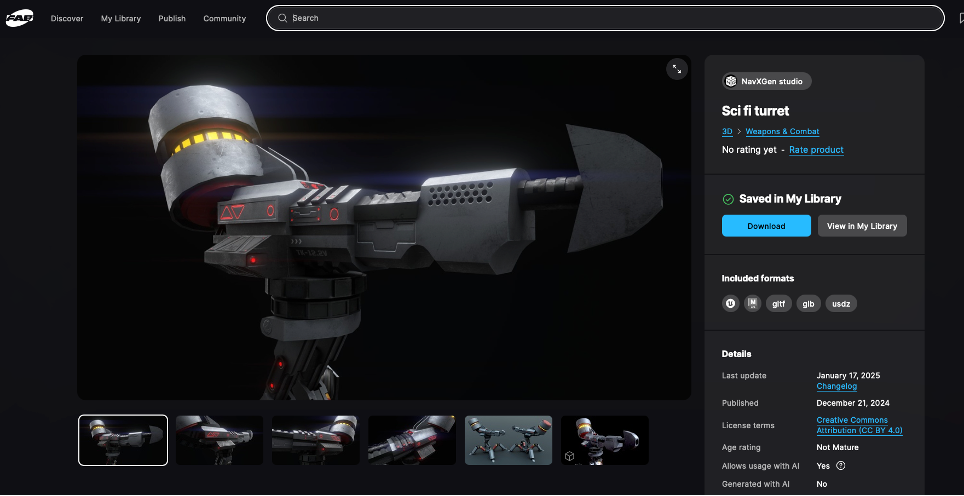 FAB
Discover
My Library
Publish
Community
Search
NavXGen studio
Sci fi turret
3D > Weapons & Combat
No rating yet - Rate product
Saved in My Library
Download
View in My Library
Included formats
gltf
glb
usdz
Details
Last update
January 17, 2025
Changelog
Published
December 21, 2024
License terms
Creative Commons
Attribution (CC BY 4.0)
Age rating
Not Mature
Allows usage with AI
Yes
Generated with AI
No